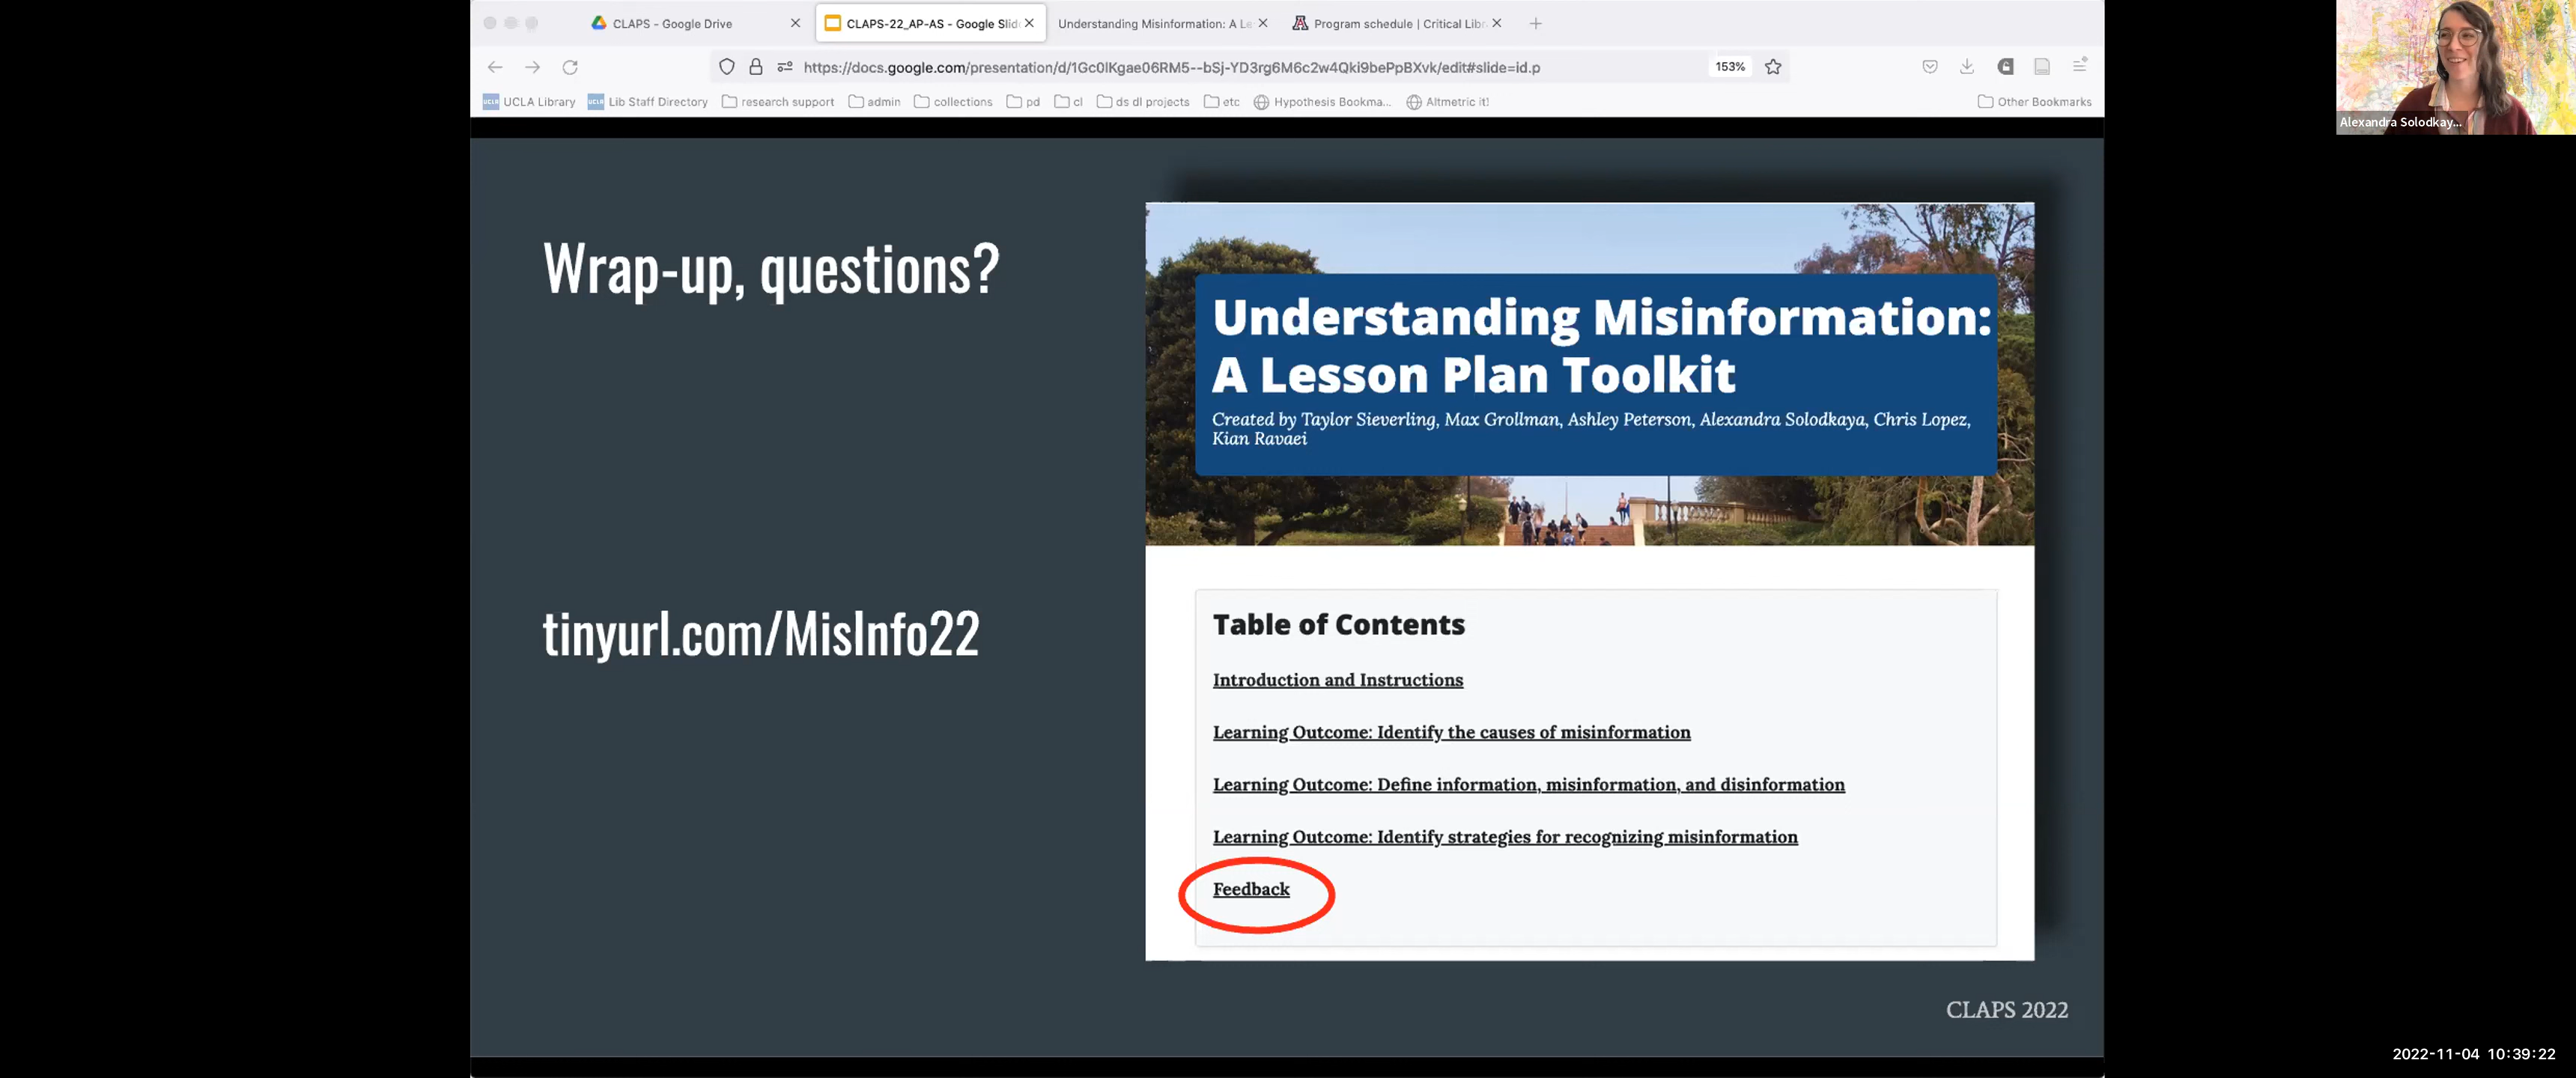 CLAPS - Google Drive
CLAPS-22_AP-AS - Google Slid
Understanding Misinformation: A Le
Program schedule | Critical Libr
https://docs.google.com/presentation/d/1Gc0lKgae06RM5--bSj-YD3rg6M6c2w4Qki9bePpBXvk/edit#slide=id.p
153%
UCLA Library
Lib Staff Directory
research support
admin
collections
pd
cl
ds dl projects
etc
Hypothesis Bookma...
Altmetric it!
Other Bookmarks
Alexandra Solodkay...
Wrap-up, questions?
tinyurl.com/MisInfo22
Understanding Misinformation:
A Lesson Plan Toolkit
Created by Taylor Sieverling, Max Grollman, Ashley Peterson, Alexandra Solodkaya, Chris Lopez,
Kian Ravaei
Table of Contents
Introduction and Instructions
Learning Outcome: Identify the causes of misinformation
Learning Outcome: Define information, misinformation, and disinformation
Learning Outcome: Identify strategies for recognizing misinformation
Feedback
CLAPS 2022
2022-11-04 10:39:22